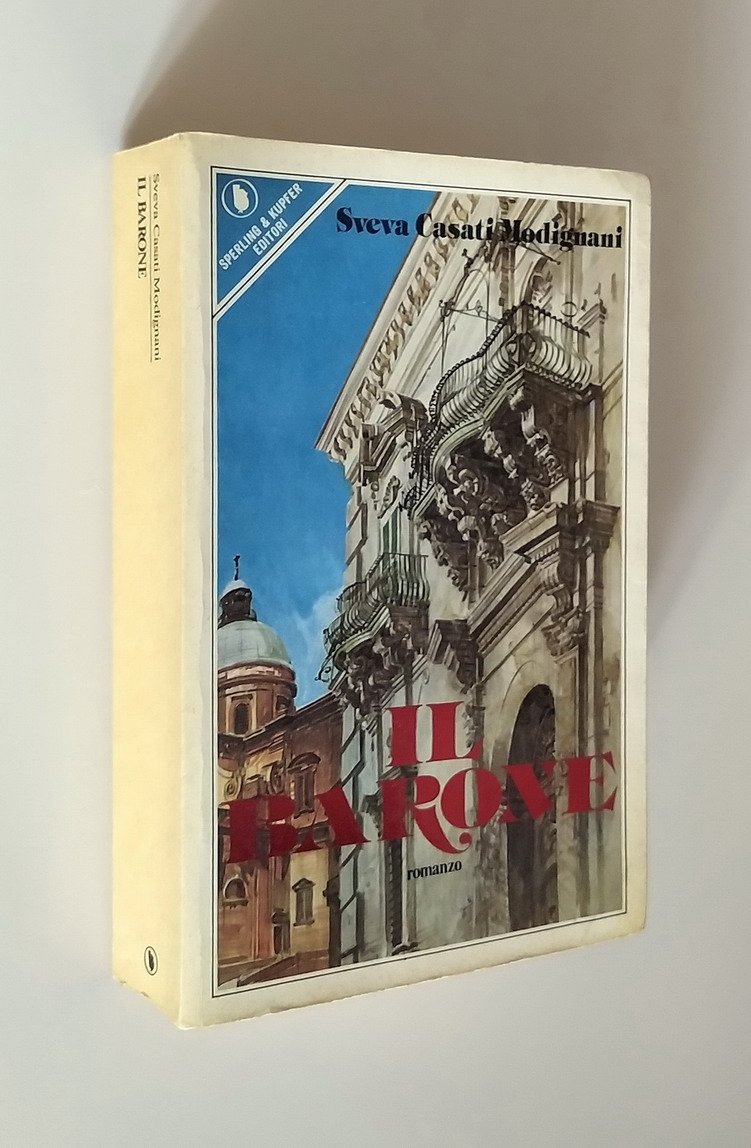 Sveva Casati Modignani
IL BARONE
SPERLING & KUPFER
EDITORI
Sveva Casati Modignani
IL
BARONE
romanzo